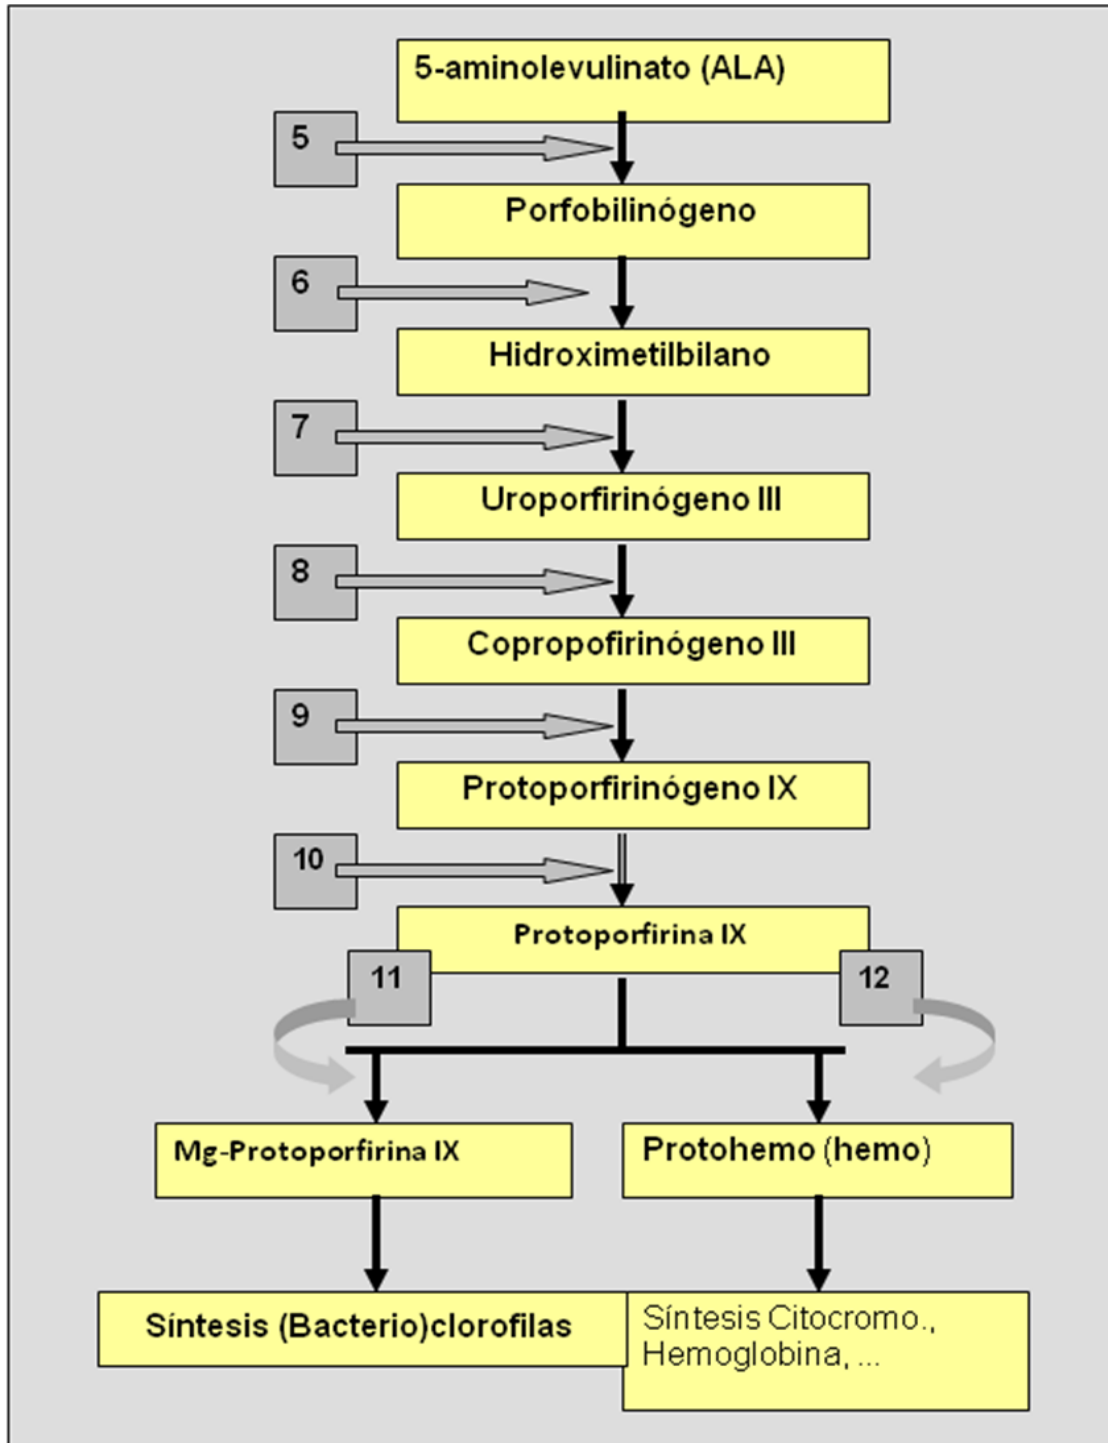 5-aminolevulinato (ALA)
5
Porfobilinógeno
6
Hidroximetilbilano
7
Uroporfirinógeno III
8
Copropofirinógeno III
9
Protoporfirinógeno IX
10
Protoporfirina IX
11
12
Mg-Protoporfirina IX
Protohemo (hemo)
Síntesis (Bacterio)clorofilas
Síntesis Citocromo.,
Hemoglobina, ...